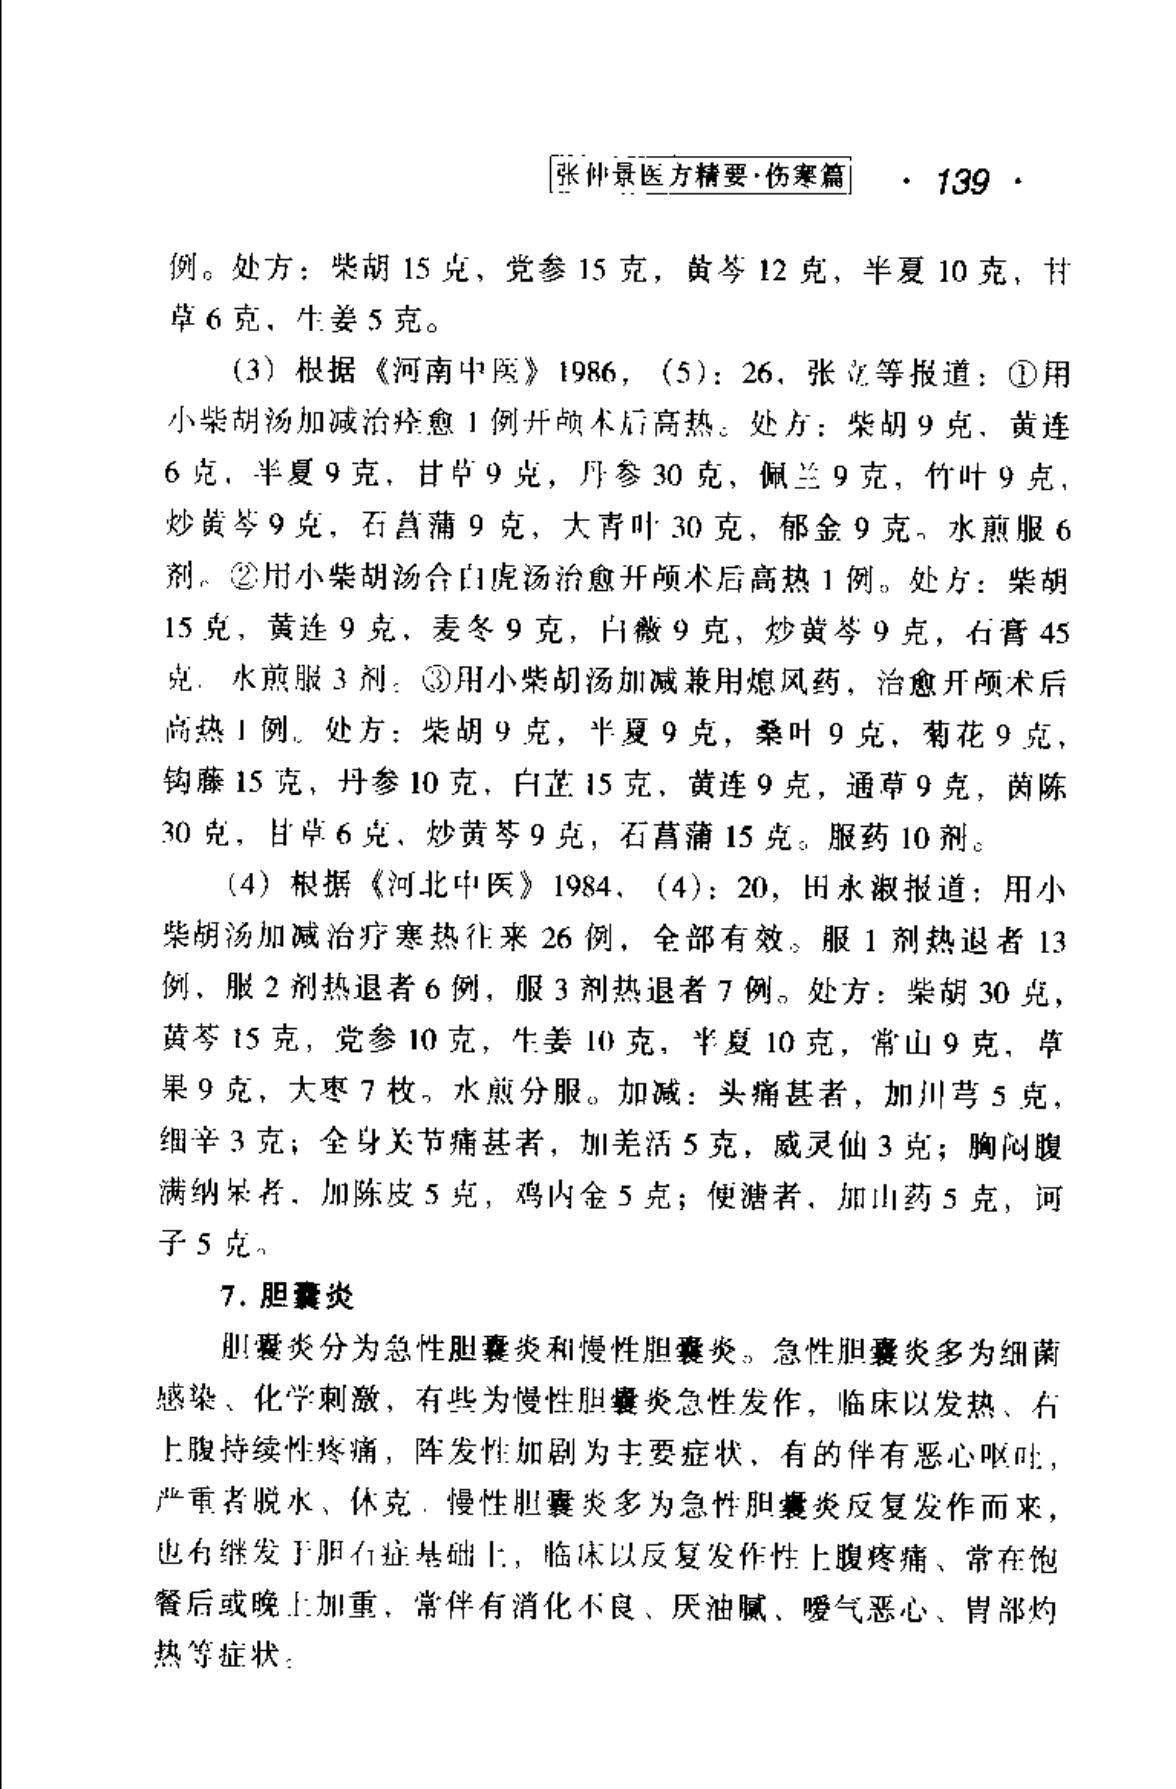 张仲景医方精要·伤寒篇 · 139 ·
例。处方：柴胡 15 克，党参 15 克，黄芩 12 克，半夏 10 克，甘
草 6 克，生姜 5 克。
（3）根据《河南中医》1986，（5）：26，张立等报道：①用
小柴胡汤加减治痊愈 1 例开颅术后高热。处方：柴胡 9 克，黄连
6 克，半夏 9 克，甘草 9 克，丹参 30 克，佩兰 9 克，竹叶 9 克，
炒黄芩 9 克，石菖蒲 9 克，大青叶 30 克，郁金 9 克。水煎服 6
剂。②用小柴胡汤合白虎汤治愈开颅术后高热 1 例。处方：柴胡
15 克，黄连 9 克，麦冬 9 克，白薇 9 克，炒黄芩 9 克，石膏 45
克．水煎服 3 剂。③用小柴胡汤加减兼用熄风药，治愈开颅术后
高热 1 例。处方：柴胡 9 克，半夏 9 克，桑叶 9 克，菊花 9 克，
钩藤 15 克，丹参 10 克，白芷 15 克，黄连 9 克，通草 9 克，茵陈
30 克，甘草 6 克，炒黄芩 9 克，石菖蒲 15 克。服药 10 剂。
（4）根据《河北中医》1984，（4）：20，田永淑报道：用小
柴胡汤加减治疗寒热往来 26 例，全部有效。服 1 剂热退者 13
例，服 2 剂热退者 6 例，服 3 剂热退者 7 例。处方：柴胡 30 克，
黄芩 15 克，党参 10 克，生姜 10 克，半夏 10 克，常山 9 克，草
果 9 克，大枣 7 枚。水煎分服。加减：头痛甚者，加川芎 5 克，
细辛 3 克；全身关节痛甚者，加羌活 5 克，威灵仙 3 克；胸闷腹
满纳呆者，加陈皮 5 克，鸡内金 5 克；便溏者，加山药 5 克，诃
子 5 克。
7. 胆囊炎
胆囊炎分为急性胆囊炎和慢性胆囊炎。急性胆囊炎多为细菌
感染、化学刺激，有些为慢性胆囊炎急性发作，临床以发热、右
上腹持续性疼痛，阵发性加剧为主要症状，有的伴有恶心呕吐，
严重者脱水、休克．慢性胆囊炎多为急性胆囊炎反复发作而来，
也有继发于胆石症基础上，临床以反复发作性上腹疼痛、常在饱
餐后或晚上加重，常伴有消化不良、厌油腻、嗳气恶心、胃部灼
热等症状。